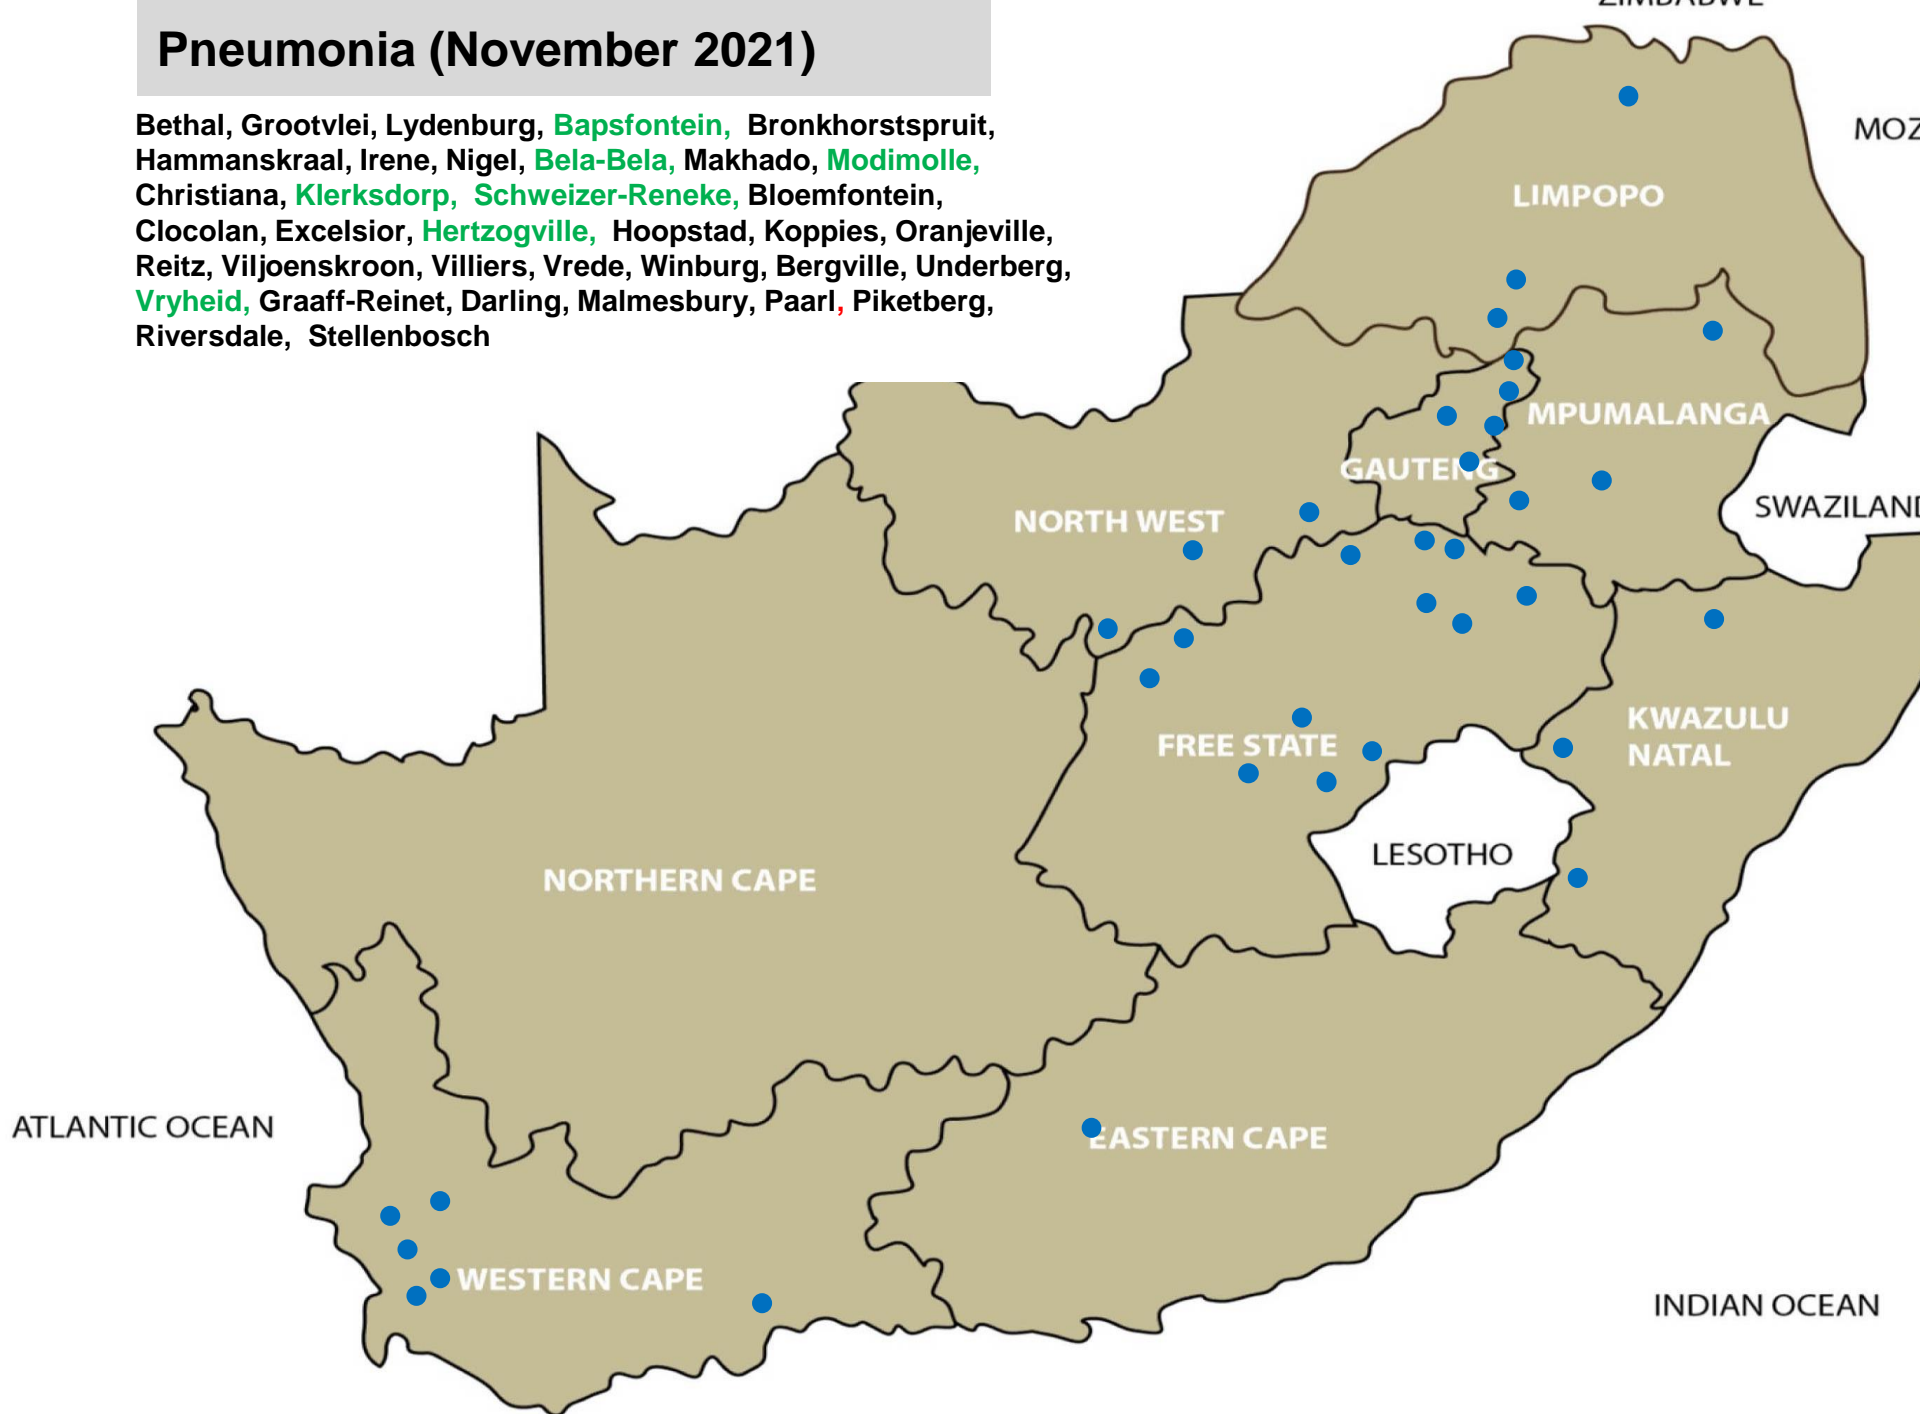 ZIMBABWE
Pneumonia (November 2021)
Bethal, Grootvlei, Lydenburg, Bapsfontein, Bronkhorstspruit,
Hammanskraal, Irene, Nigel, Bela-Bela, Makhado, Modimolle,
Christiana, Klerksdorp, Schweizer-Reneke, Bloemfontein,
Clocolan, Excelsior, Hertzogville, Hoopstad, Koppies, Oranjeville,
Reitz, Viljoenskroon, Villiers, Vrede, Winburg, Bergville, Underberg,
Vryheid, Graaff-Reinet, Darling, Malmesbury, Paarl, Piketberg,
Riversdale, Stellenbosch
MOZ
LIMPOPO
MPUMALANGA
GAUTENG
SWAZILAND
NORTH WEST
KWAZULU
NATAL
FREE STATE
LESOTHO
NORTHERN CAPE
ATLANTIC OCEAN
EASTERN CAPE
WESTERN CAPE
INDIAN OCEAN